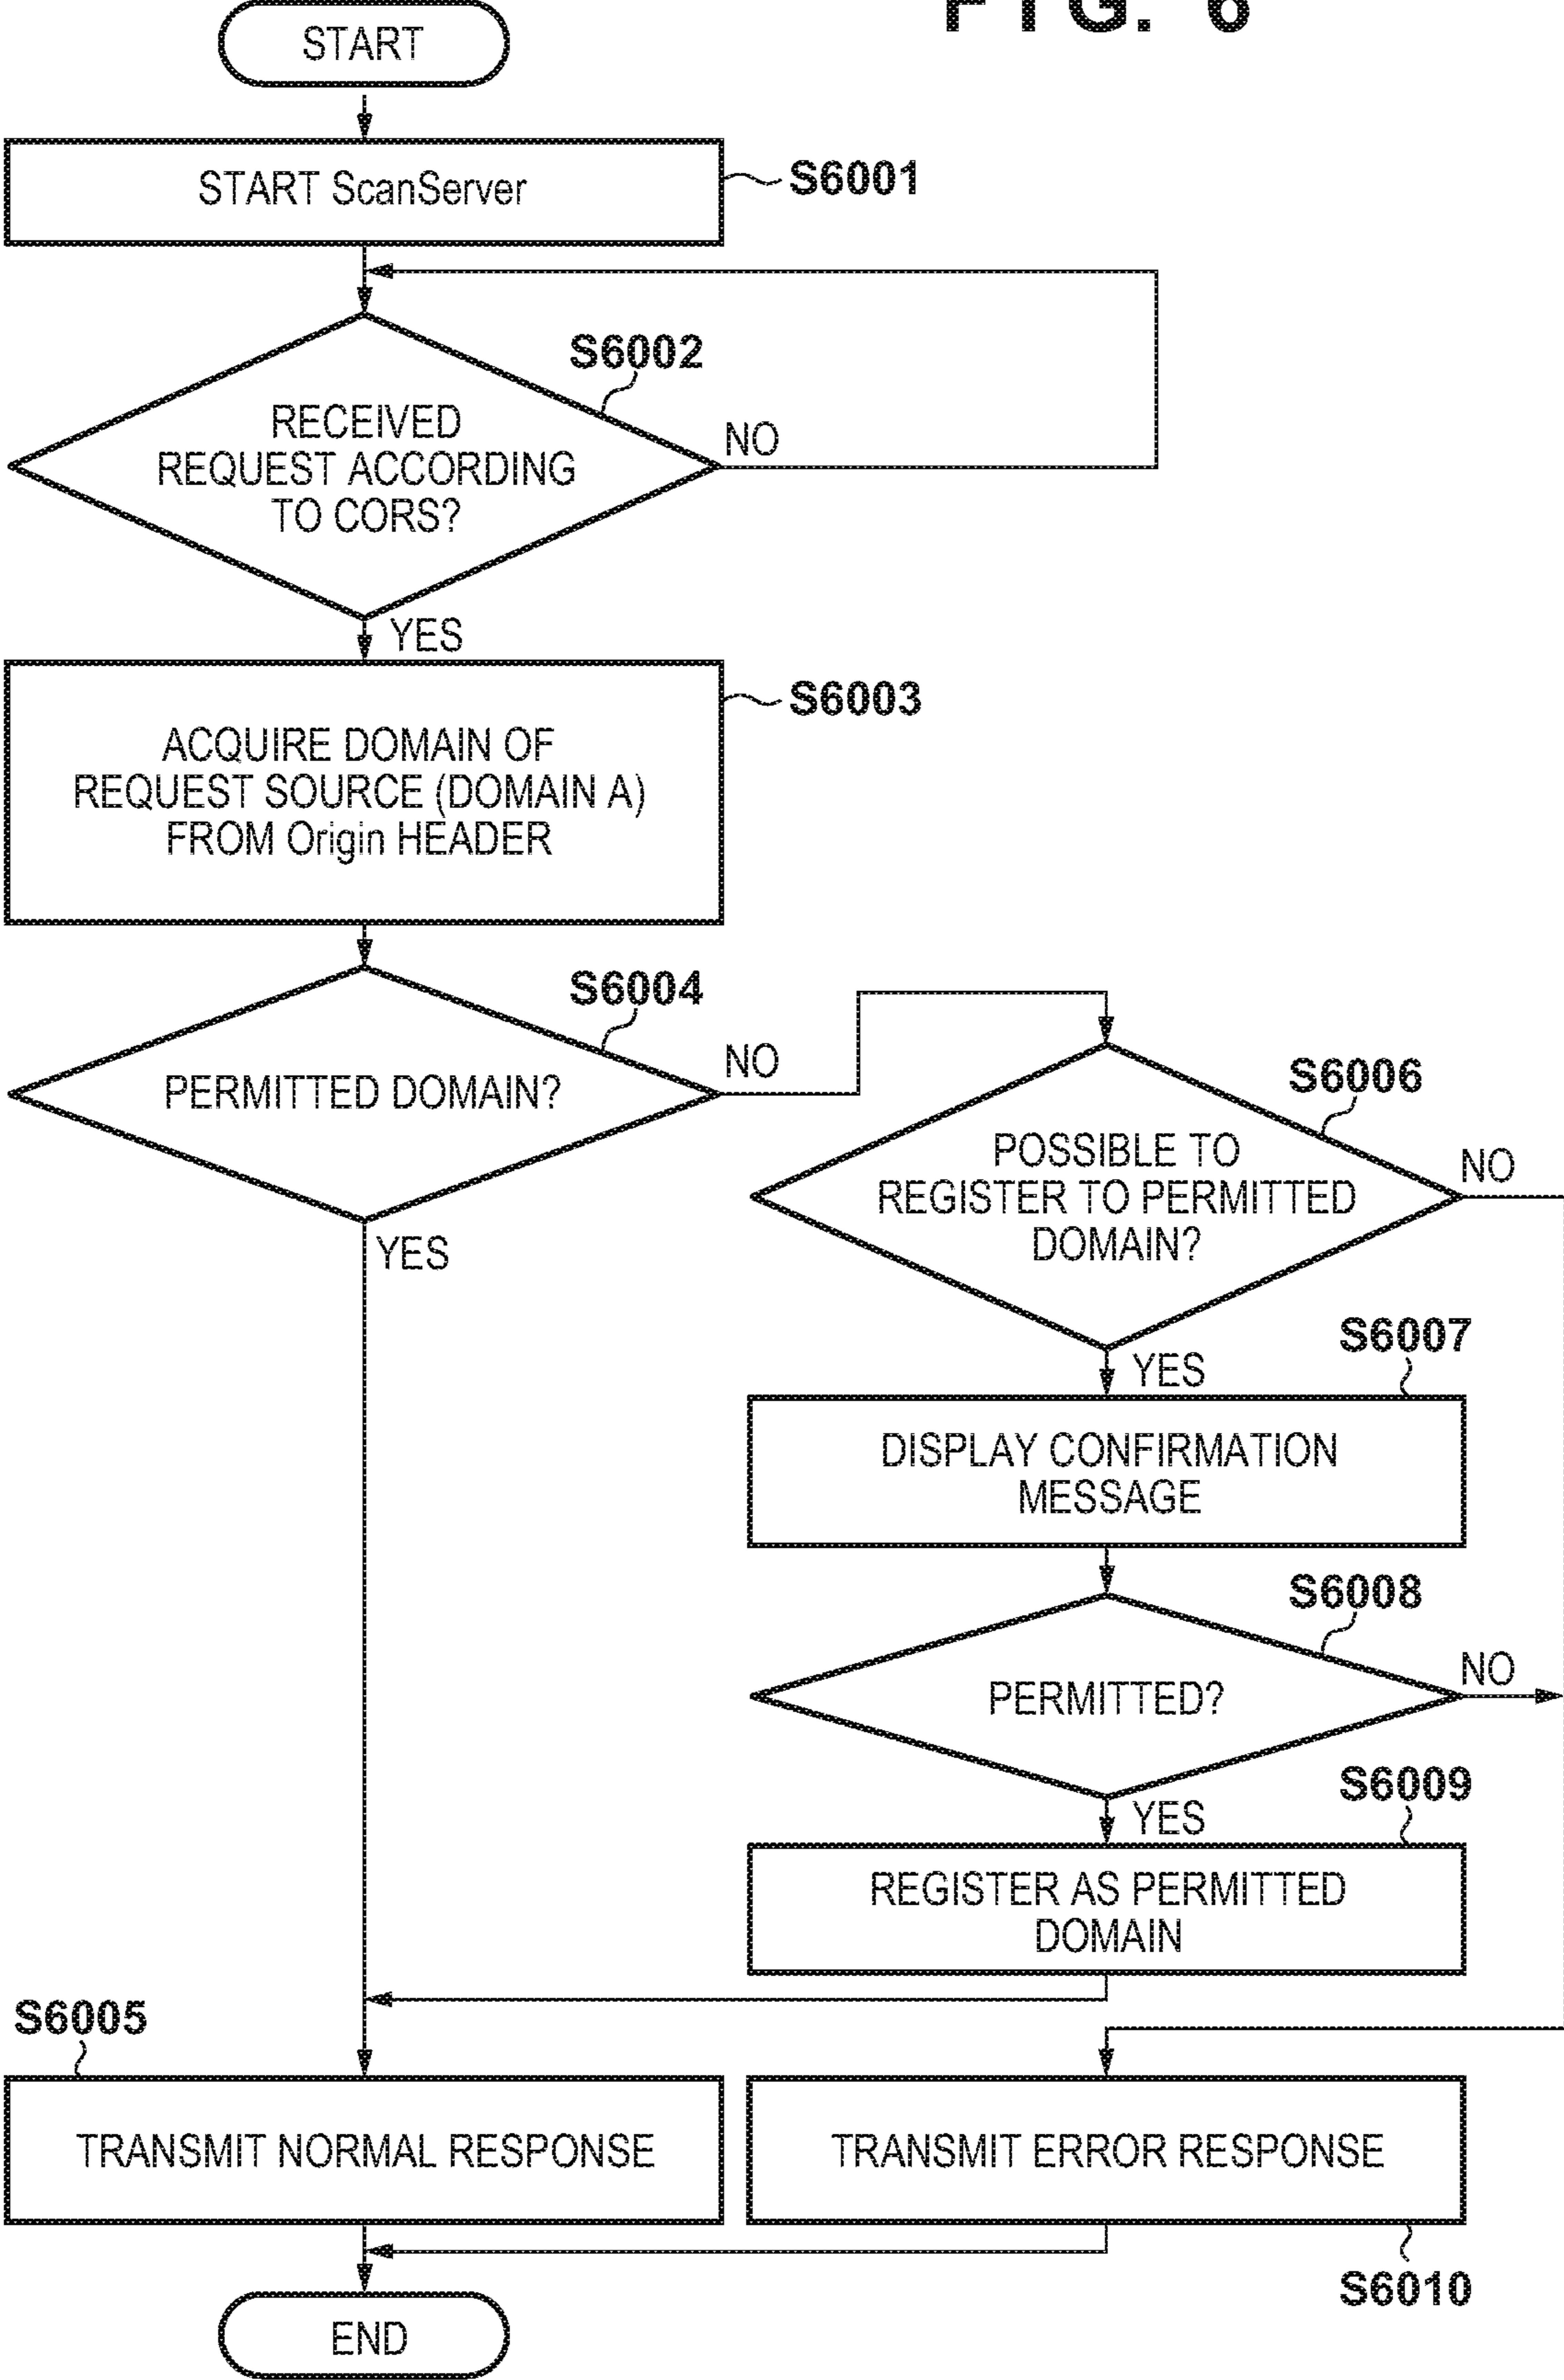 FIG. 6
START
START ScanServer
S6001
S6002
RECEIVED
REQUEST ACCORDING
TO CORS?
NO
YES
S6003
ACQUIRE DOMAIN OF
REQUEST SOURCE (DOMAIN A)
FROM Origin HEADER
S6004
PERMITTED DOMAIN?
NO
YES
S6006
POSSIBLE TO
REGISTER TO PERMITTED
DOMAIN?
NO
YES
S6007
DISPLAY CONFIRMATION
MESSAGE
S6008
PERMITTED?
NO
YES
S6009
REGISTER AS PERMITTED
DOMAIN
S6005
TRANSMIT NORMAL RESPONSE
TRANSMIT ERROR RESPONSE
S6010
END